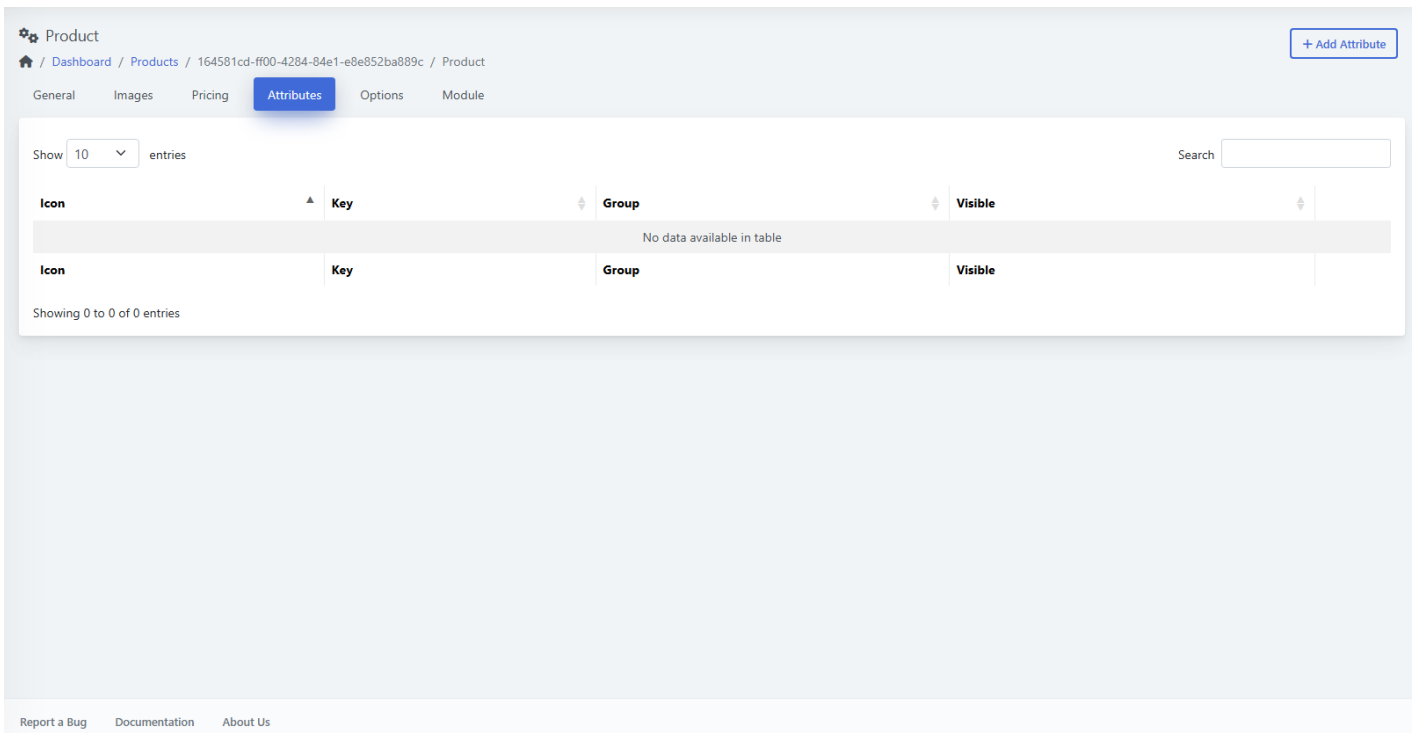 Product
+ Add Attribute
/ Dashboard / Products / 164581cd-ff00-4284-84e1-e8e852ba889c / Product
General Images Pricing Attributes Options Module
Show 10 entries Search
Icon Key Group Visible
No data available in table
Icon Key Group Visible
Showing 0 to 0 of 0 entries
Report a Bug Documentation About Us